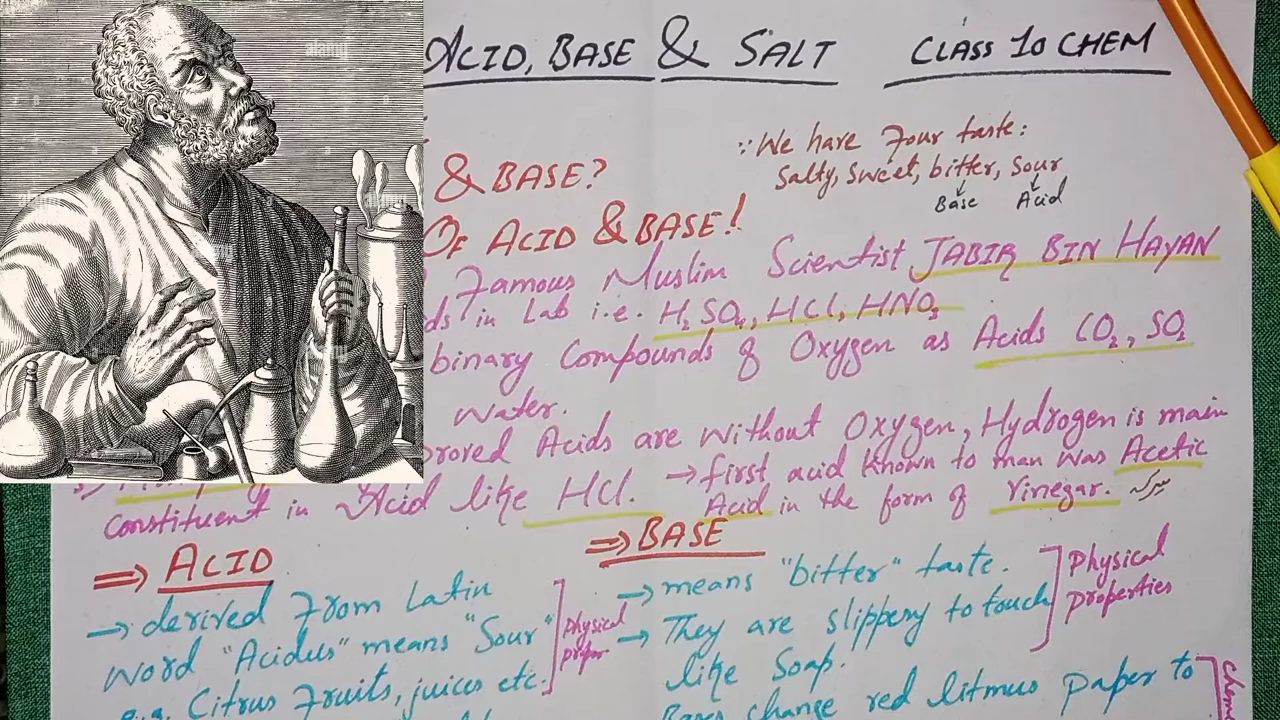 ACID, BASE & SALT
CLASS 10 CHEM
∵We have Four taste:
Salty, Sweet, bitter, Sour
Base Acid
& BASE?
OF ACID & BASE!
Famous Muslim Scientist JABIR BIN HAYAN
ds in Lab i.e. H₂SO₄, HCl, HNO₃
binary Compounds of Oxygen as Acids CO₂, SO₂
Water.
proved Acids are without Oxygen, Hydrogen is main
Constituent in Acid like HCl. → first acid known to man was Acetic
Acid in the form of Vinegar. سرکہ
⇒ ACID
→ derived from Latin
word "Acidus" means "Sour"
e.g. Citrus Fruits, juices etc.
Physical
⇒ BASE
→ means "bitter" taste.
→ They are slippery to touch
like Soap.
Bases change red litmus paper to
Physical
properties
alamy